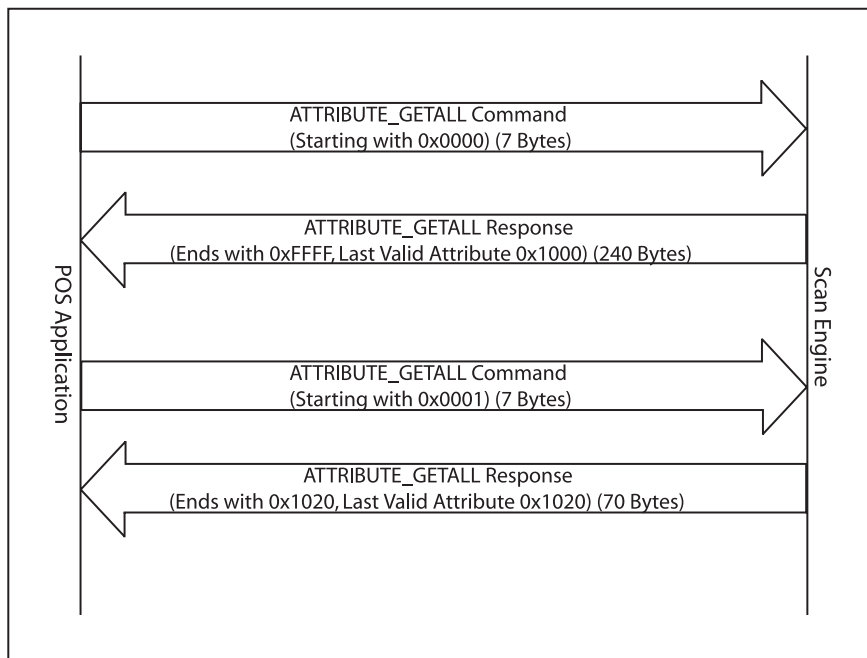 ATTRIBUTE_GETALL Command
(Starting with 0x0000) (7 Bytes)
ATTRIBUTE_GETALL Response
(Ends with 0xFFFF, Last Valid Attribute 0x1000) (240 Bytes)
POS Application
Scan Engine
ATTRIBUTE_GETALL Command
(Starting with 0x0001) (7 Bytes)
ATTRIBUTE_GETALL Response
(Ends with 0x1020, Last Valid Attribute 0x1020) (70 Bytes)